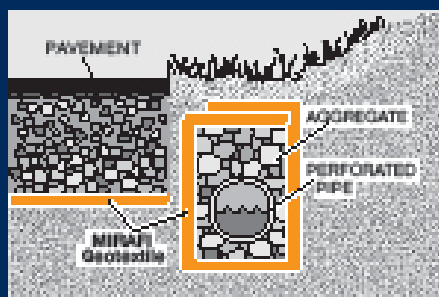 PAVEMENT
AGGREGATE
PERFORATED
PIPE
MIRAFI
Geotextile